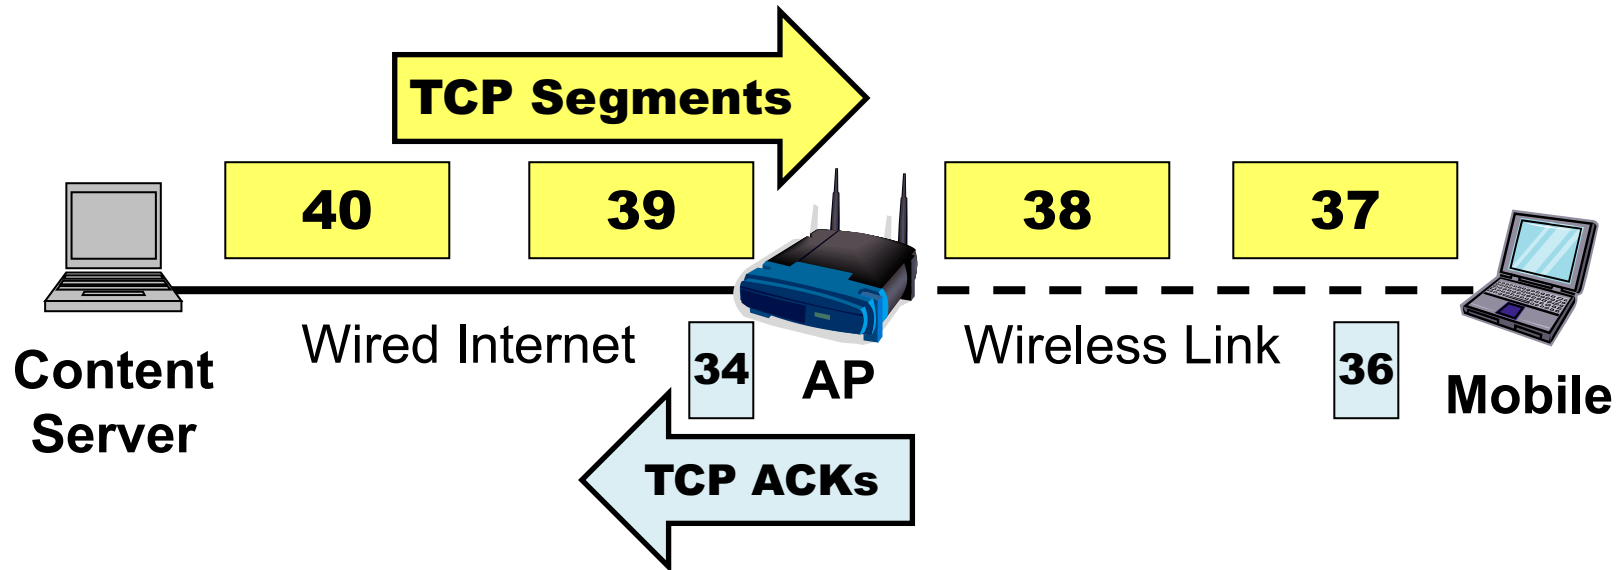 TCP Segments
40
39
38
37
Wired Internet
Wireless Link
34
36
Content
Server
AP
Mobile
TCP ACKs